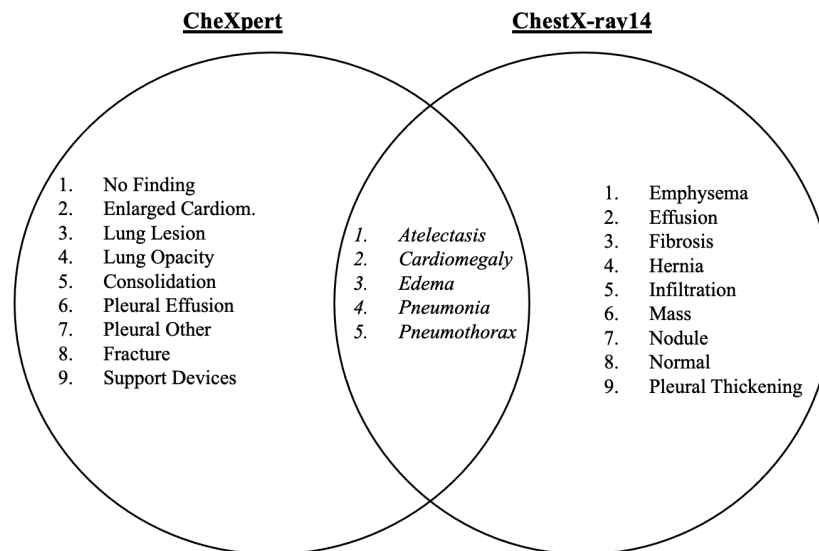 CheXpert
ChestX-ray14
1. No Finding
2. Enlarged Cardiom.
3. Lung Lesion
4. Lung Opacity
5. Consolidation
6. Pleural Effusion
7. Pleural Other
8. Fracture
9. Support Devices
1. Atelectasis
2. Cardiomegaly
3. Edema
4. Pneumonia
5. Pneumothorax
1. Emphysema
2. Effusion
3. Fibrosis
4. Hernia
5. Infiltration
6. Mass
7. Nodule
8. Normal
9. Pleural Thickening